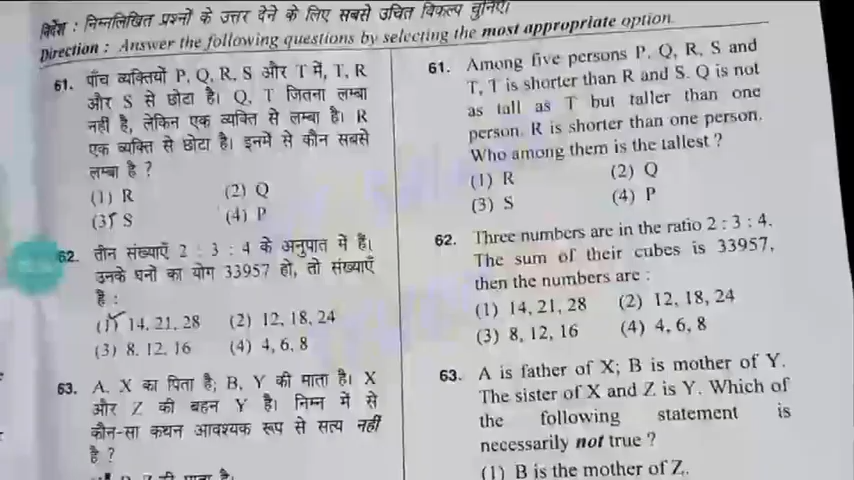 निर्देश : निम्नलिखित प्रश्नों के उत्तर देने के लिए सबसे उचित विकल्प चुनिए।
Direction : Answer the following questions by selecting the most appropriate option.
61. पाँच व्यक्तियों P, Q, R, S और T में, T, R
और S से छोटा है। Q, T जितना लम्बा
नहीं है, लेकिन एक व्यक्ति से लम्बा है। R
एक व्यक्ति से छोटा है। इनमें से कौन सबसे
लम्बा है ?
(1) R (2) Q
(3) S (4) P
62. तीन संख्याएँ 2 : 3 : 4 के अनुपात में हैं।
उनके घनों का योग 33957 हो, तो संख्याएँ
हैं :
(1) 14, 21, 28 (2) 12, 18, 24
(3) 8, 12, 16 (4) 4, 6, 8
63. A, X का पिता है; B, Y की माता है। X
और Z की बहन Y है। निम्न में से
कौन-सा कथन आवश्यक रूप से सत्य नहीं
है ?
की माता है।
61. Among five persons P, Q, R, S and
T, T is shorter than R and S. Q is not
as tall as T but taller than one
person. R is shorter than one person.
Who among them is the tallest ?
(1) R (2) Q
(3) S (4) P
62. Three numbers are in the ratio 2 : 3 : 4.
The sum of their cubes is 33957,
then the numbers are :
(1) 14, 21, 28 (2) 12, 18, 24
(3) 8, 12, 16 (4) 4, 6, 8
63. A is father of X; B is mother of Y.
The sister of X and Z is Y. Which of
the following statement is
necessarily not true ?
(1) B is the mother of Z.